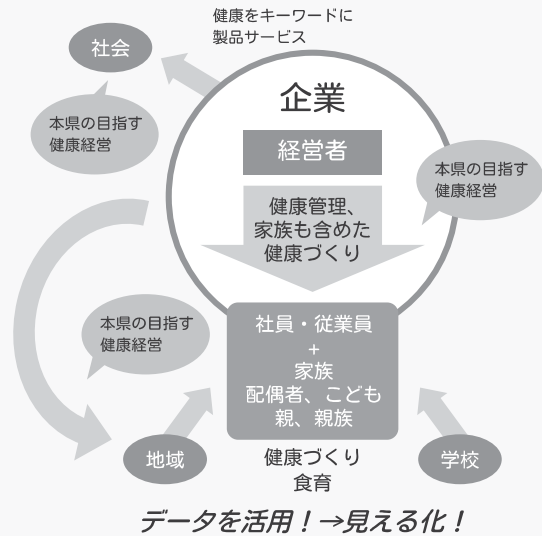 健康をキーワードに
製品サービス
社会
企業
本県の目指す
健康経営
経営者
本県の目指す
健康経営
健康管理、
家族も含めた
健康づくり
本県の目指す
健康経営
社員・従業員
+
家族
配偶者、こども
親、親族
地域
健康づくり
食育
学校
データを活用！→見える化！